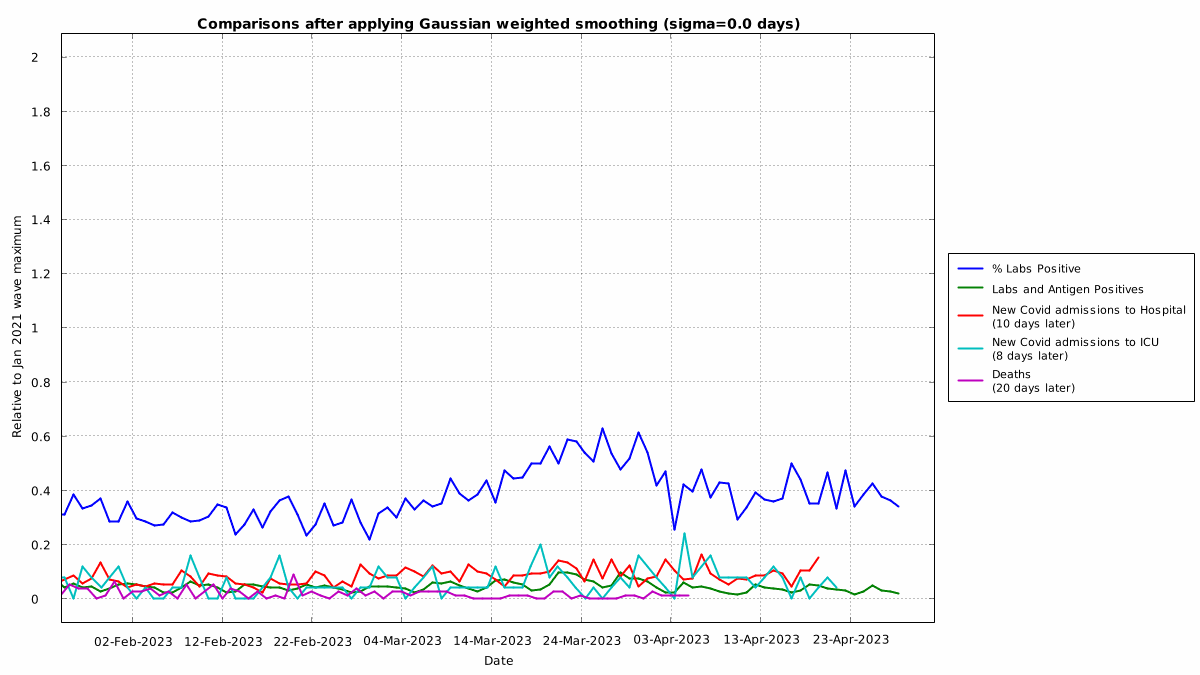 Comparisons after applying Gaussian weighted smoothing (sigma=0.0 days)
Relative to Jan 2021 wave maximum
2
1.8
1.6
1.4
1.2
1
0.8
0.6
0.4
0.2
0
02-Feb-2023 12-Feb-2023 22-Feb-2023 04-Mar-2023 14-Mar-2023 24-Mar-2023 03-Apr-2023 13-Apr-2023 23-Apr-2023
Date
% Labs Positive
Labs and Antigen Positives
New Covid admissions to Hospital
(10 days later)
New Covid admissions to ICU
(8 days later)
Deaths
(20 days later)